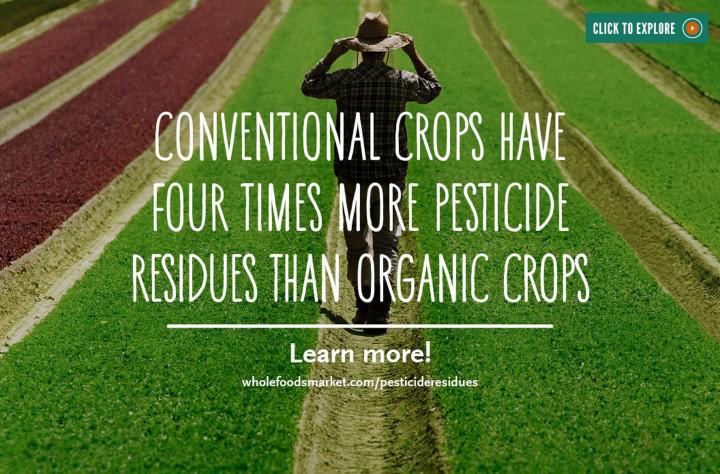 CLICK TO EXPLORE
CONVENTIONAL CROPS HAVE
FOUR TIMES MORE PESTICIDE
RESIDUES THAN ORGANIC CROPS
Learn more!
wholefoodsmarket.com/pesticideresidues